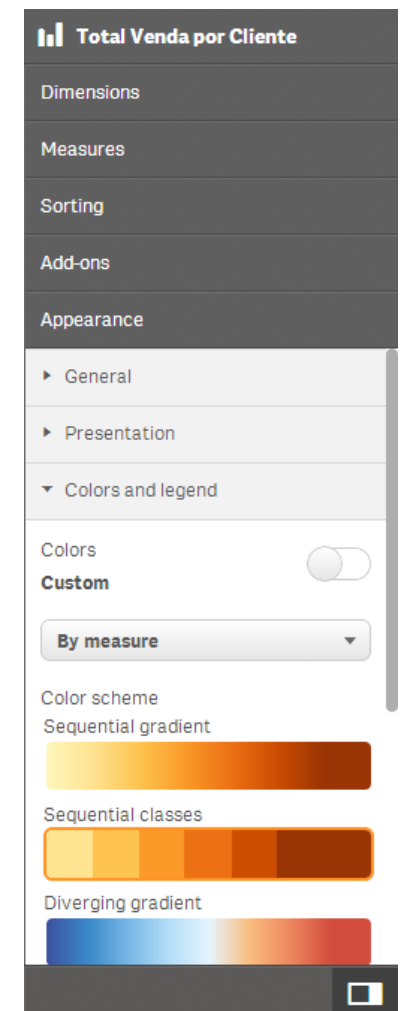 Total Venda por Cliente
Dimensions
Measures
Sorting
Add-ons
Appearance
General
Presentation
Colors and legend
Colors
Custom
By measure
Color scheme
Sequential gradient
Sequential classes
Diverging gradient